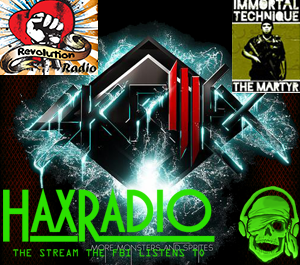 Revolution
Radio
IMMORTAL
TECHNIQUE
THE MARTYR
SKRILLEX
HAXRADIO
MORE MONSTERS AND SPRITES
THE STREAM THE FBI LISTENS TO